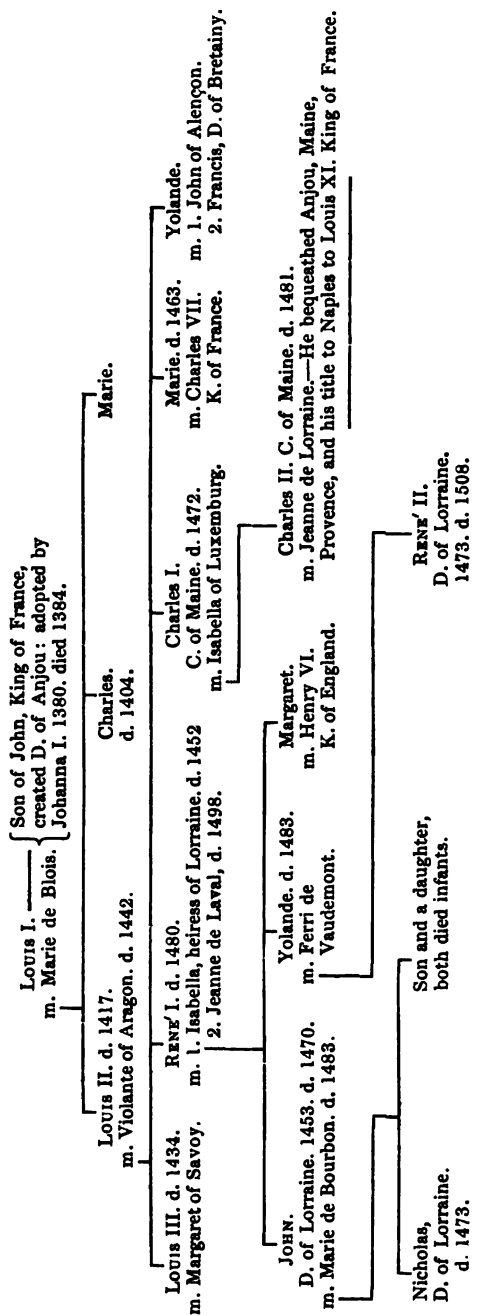 Louis I.
m. Marie de Blois.
Son of John, King of France,
created D. of Anjou: adopted by
Johanna I. 1380. died 1384.
Louis II. d. 1417.
m. Violante of Aragon. d. 1442.
Charles.
d. 1404.
Marie.
Louis III. d. 1434.
m. Margaret of Savoy.
Rene' I. d. 1480.
m. 1. Isabella, heiress of Lorraine. d. 1452
2. Jeanne de Laval, d. 1498.
Charles I.
C. of Maine. d. 1472.
m. Isabella of Luxemburg.
Marie. d. 1463.
m. Charles VII.
K. of France.
Yolande.
m. 1. John of Alençon.
2. Francis, D. of Bretainy.
John.
D. of Lorraine. 1453. d. 1470.
m. Marie de Bourbon. d. 1483.
Yolande. d. 1483.
m. Ferri de
Vaudemont.
Margaret.
m. Henry VI.
K. of England.
Charles II. C. of Maine. d. 1481.
m. Jeanne de Lorraine.—He bequeathed Anjou, Maine,
Provence, and his title to Naples to Louis XI. King of France.
Nicholas,
D. of Lorraine.
d. 1473.
Son and a daughter,
both died infants.
Rene' II.
D. of Lorraine.
1473. d. 1508.